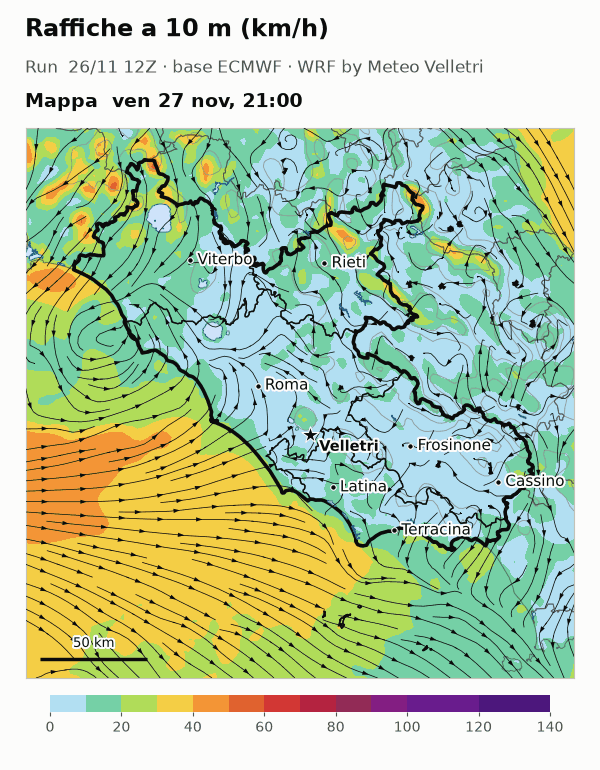 Raffiche a 10 m (km/h)
Run 26/11 12Z · base ECMWF · WRF by Meteo Velletri
Mappa ven 27 nov, 21:00
Viterbo
Rieti
Roma
Velletri
Frosinone
Cassino
Latina
Terracina
50 km
0 20 40 60 80 100 120 140